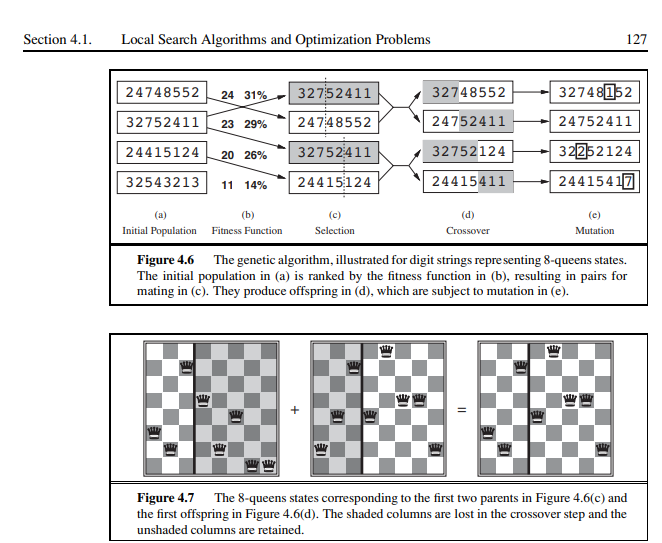 Section 4.1. Local Search Algorithms and Optimization Problems 127
24748552 24 31% 32752411 32748552 32748152
32752411 23 29% 24748552 24752411 24752411
24415124 20 26% 32752411 32752124 32252124
32543213 11 14% 24415124 24415411 24415417
(a) (b) (c) (d) (e)
Initial Population Fitness Function Selection Crossover Mutation
Figure 4.6 The genetic algorithm, illustrated for digit strings representing 8-queens states.
The initial population in (a) is ranked by the fitness function in (b), resulting in pairs for
mating in (c). They produce offspring in (d), which are subject to mutation in (e).
+ =
Figure 4.7 The 8-queens states corresponding to the first two parents in Figure 4.6(c) and
the first offspring in Figure 4.6(d). The shaded columns are lost in the crossover step and the
unshaded columns are retained.